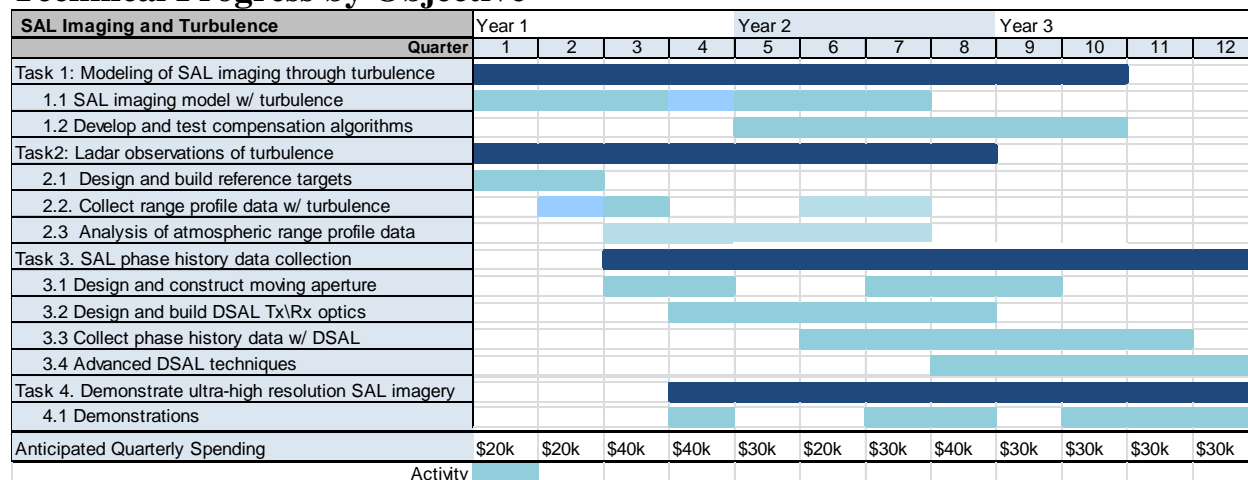 Technical Progress by Objective
SAL Imaging and Turbulence Year 1 Year 2 Year 3
Quarter 1 2 3 4 5 6 7 8 9 10 11 12
Task 1: Modeling of SAL imaging through turbulence
1.1 SAL imaging model w/ turbulence
1.2 Develop and test compensation algorithms
Task2: Ladar observations of turbulence
2.1 Design and build reference targets
2.2. Collect range profile data w/ turbulence
2.3 Analysis of atmospheric range profile data
Task 3. SAL phase history data collection
3.1 Design and construct moving aperture
3.2 Design and build DSAL Tx\Rx optics
3.3 Collect phase history data w/ DSAL
3.4 Advanced DSAL techniques
Task 4. Demonstrate ultra-high resolution SAL imagery
4.1 Demonstrations
Anticipated Quarterly Spending $20k $20k $40k $40k $30k $20k $30k $40k $30k $30k $30k $30k
Activity